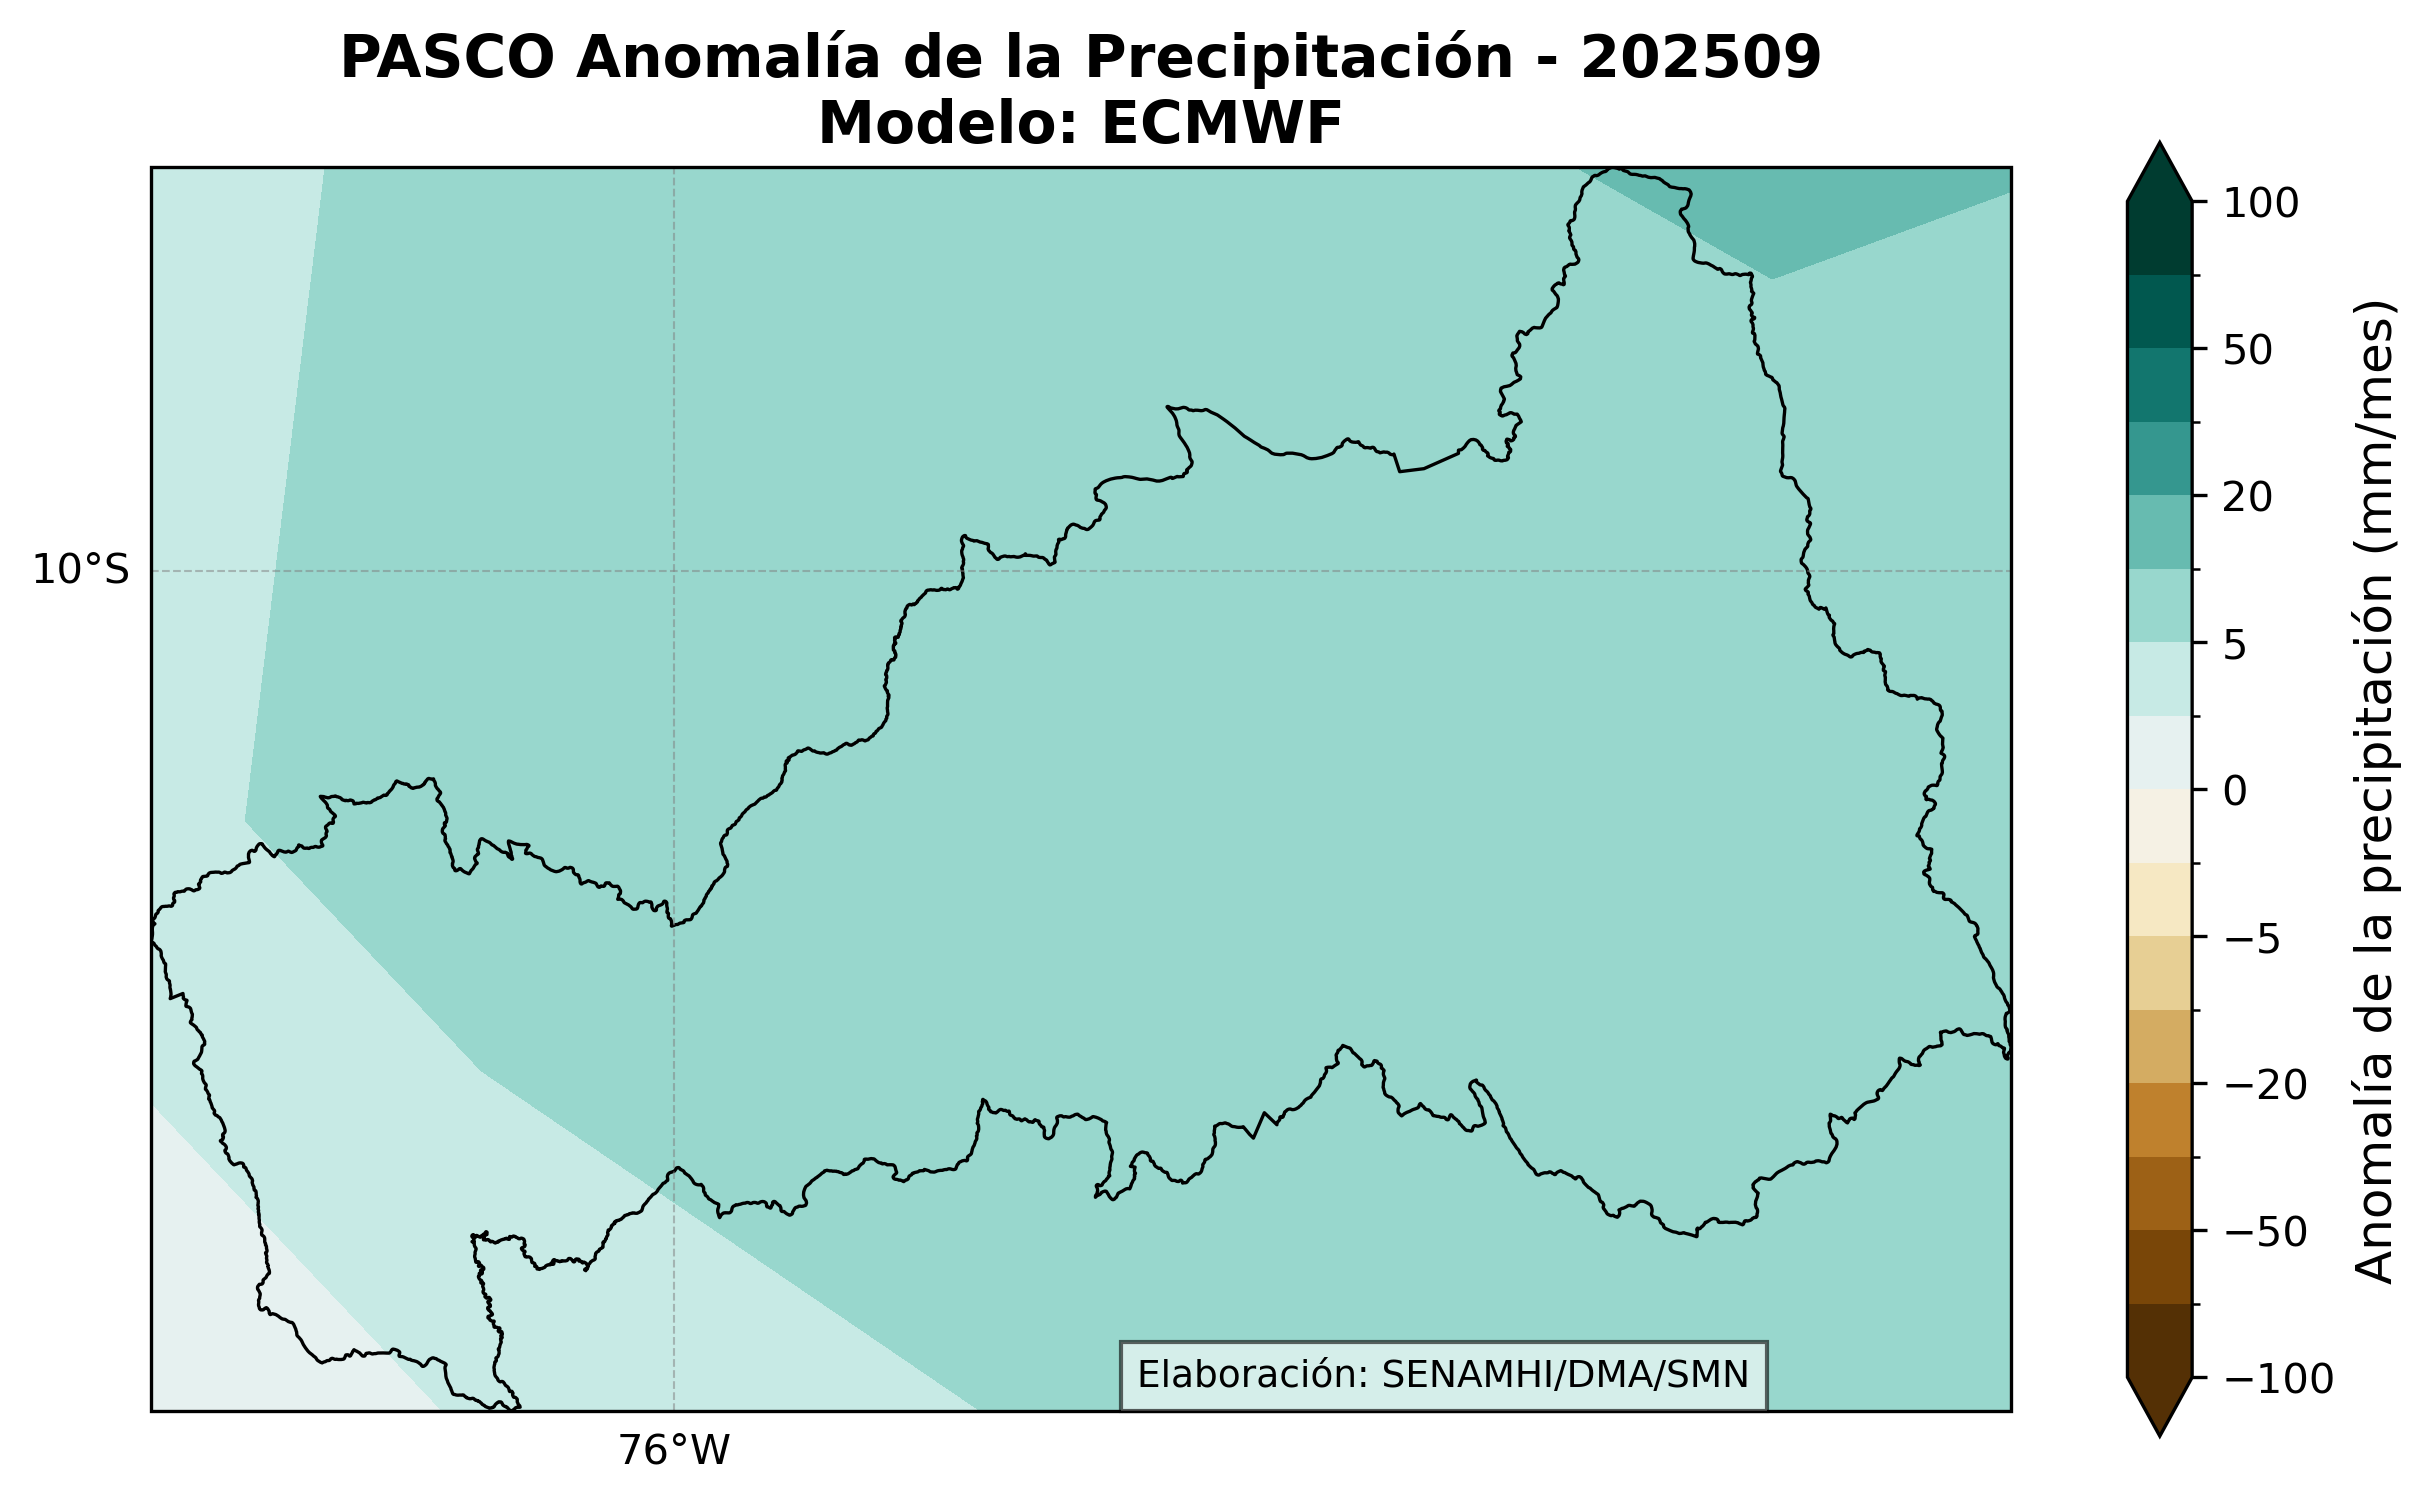 PASCO Anomalía de la Precipitación - 202509
Modelo: ECMWF
10°S
76°W
Elaboración: SENAMHI/DMA/SMN
100
50
20
5
0
−5
−20
−50
−100
Anomalía de la precipitación (mm/mes)